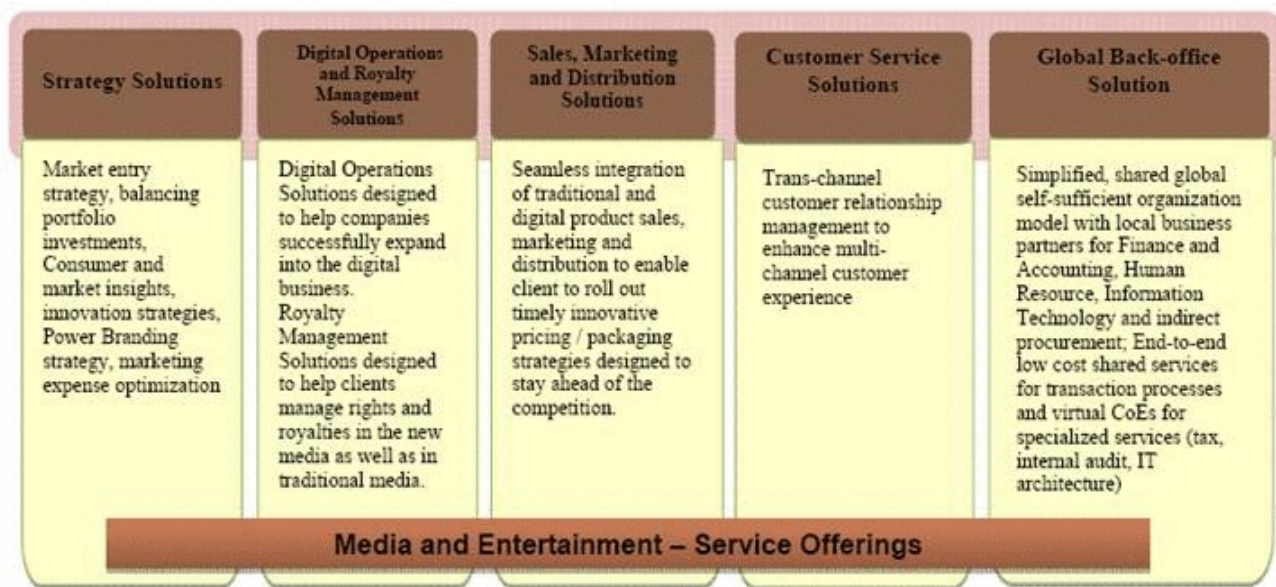 Strategy Solutions
Market entry
strategy, balancing
portfolio
investments,
Consumer and
market insights,
innovation strategies,
Power Branding
strategy, marketing
expense optimization
Digital Operations
and Royalty
Management
Solutions
Digital Operations
Solutions designed
to help companies
successfully expand
into the digital
business.
Royalty
Management
Solutions designed
to help clients
manage rights and
royalties in the new
media as well as in
traditional media.
Sales, Marketing
and Distribution
Solutions
Seamless integration
of traditional and
digital product sales,
marketing and
distribution to enable
client to roll out
timely innovative
pricing / packaging
strategies designed to
stay ahead of the
competition.
Customer Service
Solutions
Trans-channel
customer relationship
management to
enhance multi-
channel customer
experience
Global Back-office
Solution
Simplified, shared global
self-sufficient organization
model with local business
partners for Finance and
Accounting, Human
Resource, Information
Technology and indirect
procurement; End-to-end
low cost shared services
for transaction processes
and virtual CoEs for
specialized services (tax,
internal audit, IT
architecture)
Media and Entertainment – Service Offerings